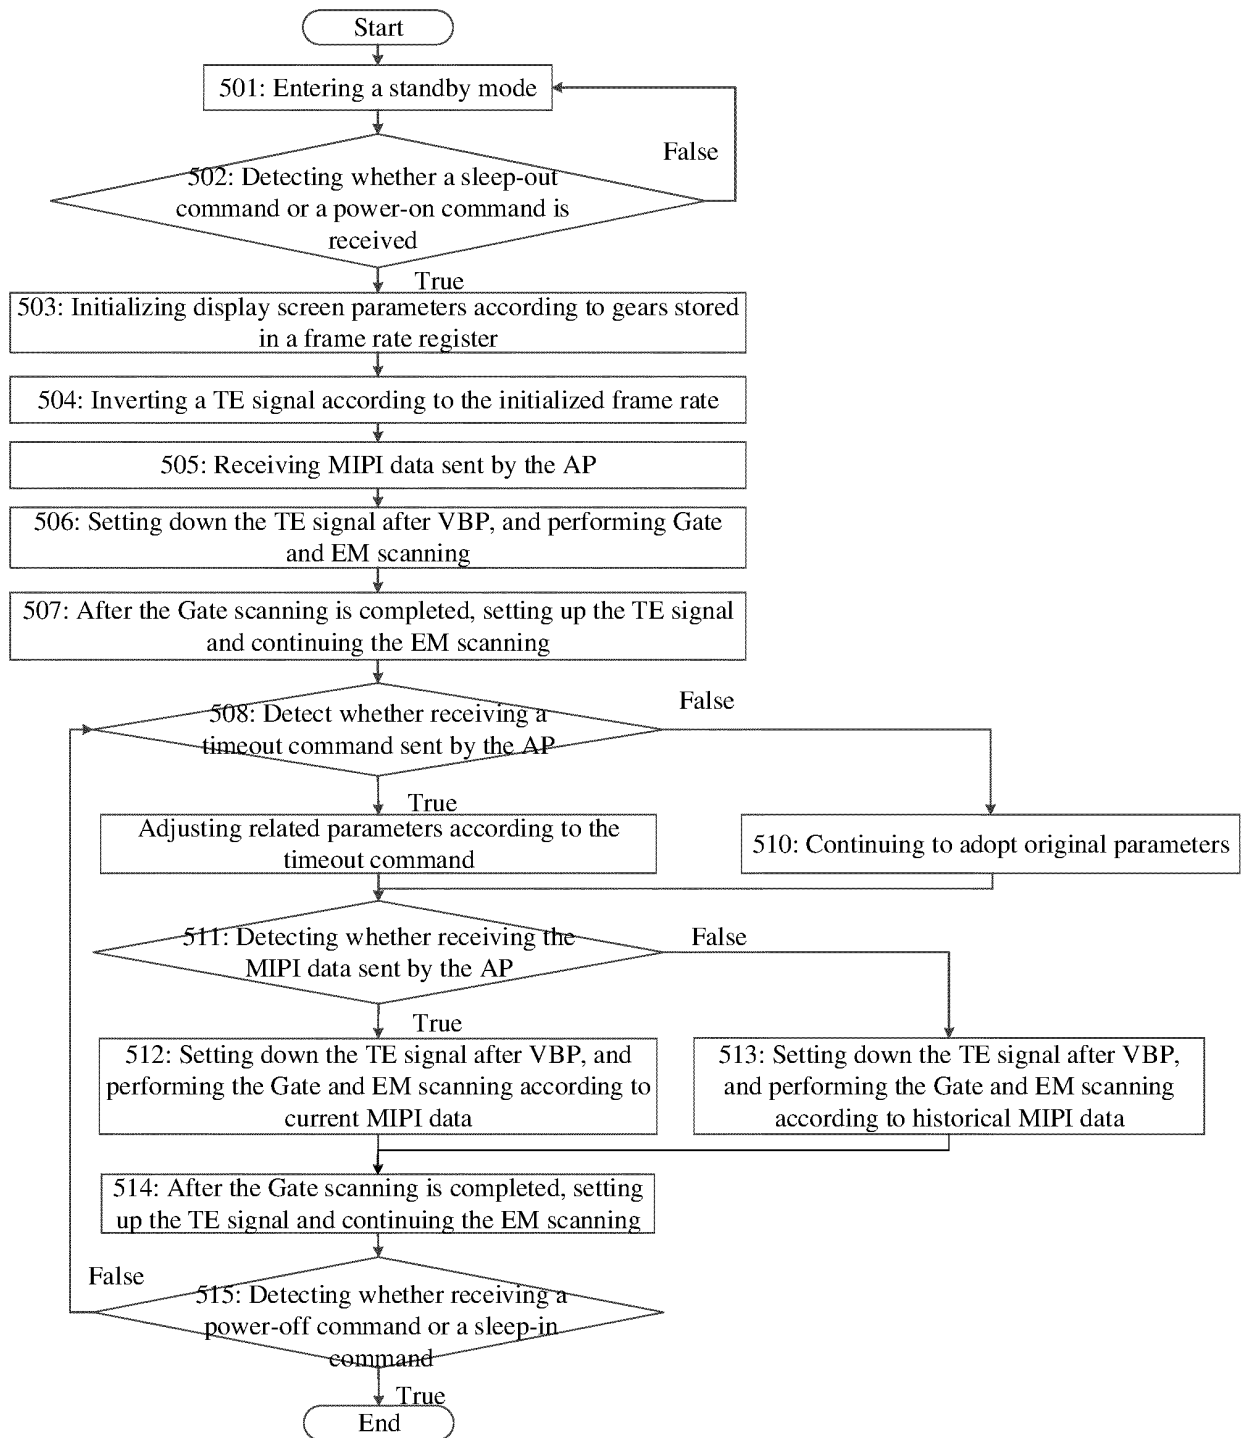 Start
501: Entering a standby mode
False
502: Detecting whether a sleep-out
command or a power-on command is
received
True
503: Initializing display screen parameters according to gears stored
in a frame rate register
504: Inverting a TE signal according to the initialized frame rate
505: Receiving MIPI data sent by the AP
506: Setting down the TE signal after VBP, and performing Gate
and EM scanning
507: After the Gate scanning is completed, setting up the TE signal
and continuing the EM scanning
508: Detect whether receiving a
timeout command sent by the AP
False
True
Adjusting related parameters according to the
timeout command
510: Continuing to adopt original parameters
511: Detecting whether receiving the
MIPI data sent by the AP
False
True
512: Setting down the TE signal after VBP, and
performing the Gate and EM scanning according to
current MIPI data
513: Setting down the TE signal after VBP,
and performing the Gate and EM scanning
according to historical MIPI data
514: After the Gate scanning is completed, setting
up the TE signal and continuing the EM scanning
False
515: Detecting whether receiving a
power-off command or a sleep-in
command
True
End